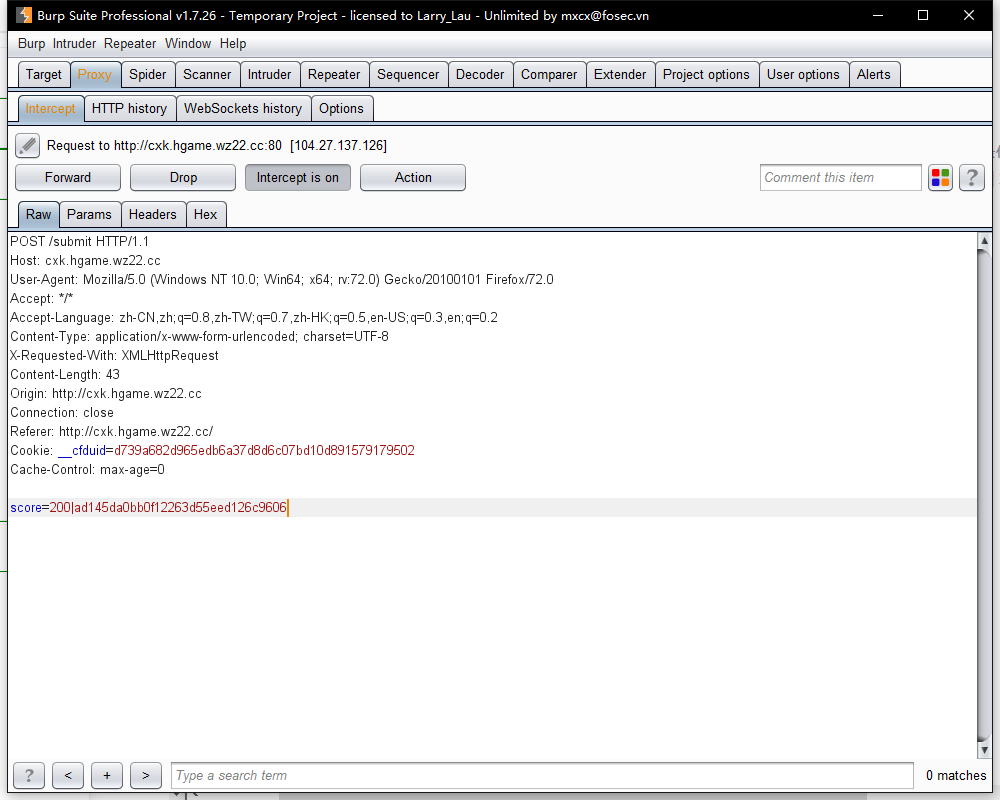 Burp Suite Professional v1.7.26 - Temporary Project - licensed to Larry_Lau - Unlimited by mxcx@fosec.vn
Burp Intruder Repeater Window Help
Target Proxy Spider Scanner Intruder Repeater Sequencer Decoder Comparer Extender Project options User options Alerts
Intercept HTTP history WebSockets history Options
Request to http://cxk.hgame.wz22.cc:80 [104.27.137.126]
Forward Drop Intercept is on Action Comment this item ?
Raw Params Headers Hex
POST /submit HTTP/1.1
Host: cxk.hgame.wz22.cc
User-Agent: Mozilla/5.0 (Windows NT 10.0; Win64; x64; rv:72.0) Gecko/20100101 Firefox/72.0
Accept: */*
Accept-Language: zh-CN,zh;q=0.8,zh-TW;q=0.7,zh-HK;q=0.5,en-US;q=0.3,en;q=0.2
Content-Type: application/x-www-form-urlencoded; charset=UTF-8
X-Requested-With: XMLHttpRequest
Content-Length: 43
Origin: http://cxk.hgame.wz22.cc
Connection: close
Referer: http://cxk.hgame.wz22.cc/
Cookie: __cfduid=d739a682d965edb6a37d8d6c07bd10d891579179502
Cache-Control: max-age=0
score=200|ad145da0bb0f12263d55eed126c9606
? < + > Type a search term 0 matches